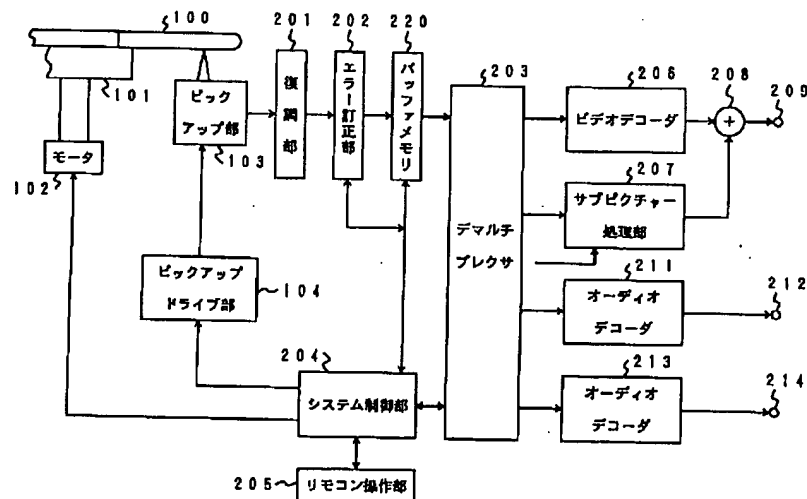 100
201
202
220
203
206
208
209
101
ピック
アップ部
103
復調部
エラー訂正部
バッファメモリ
ビデオデコーダ
+
モータ
102
207
サブピクチャー
処理部
デマルチ
プレクサ
ピックアップ
ドライブ部
104
211
オーディオ
デコーダ
212
204
システム制御部
213
オーディオ
デコーダ
214
205
リモコン操作部